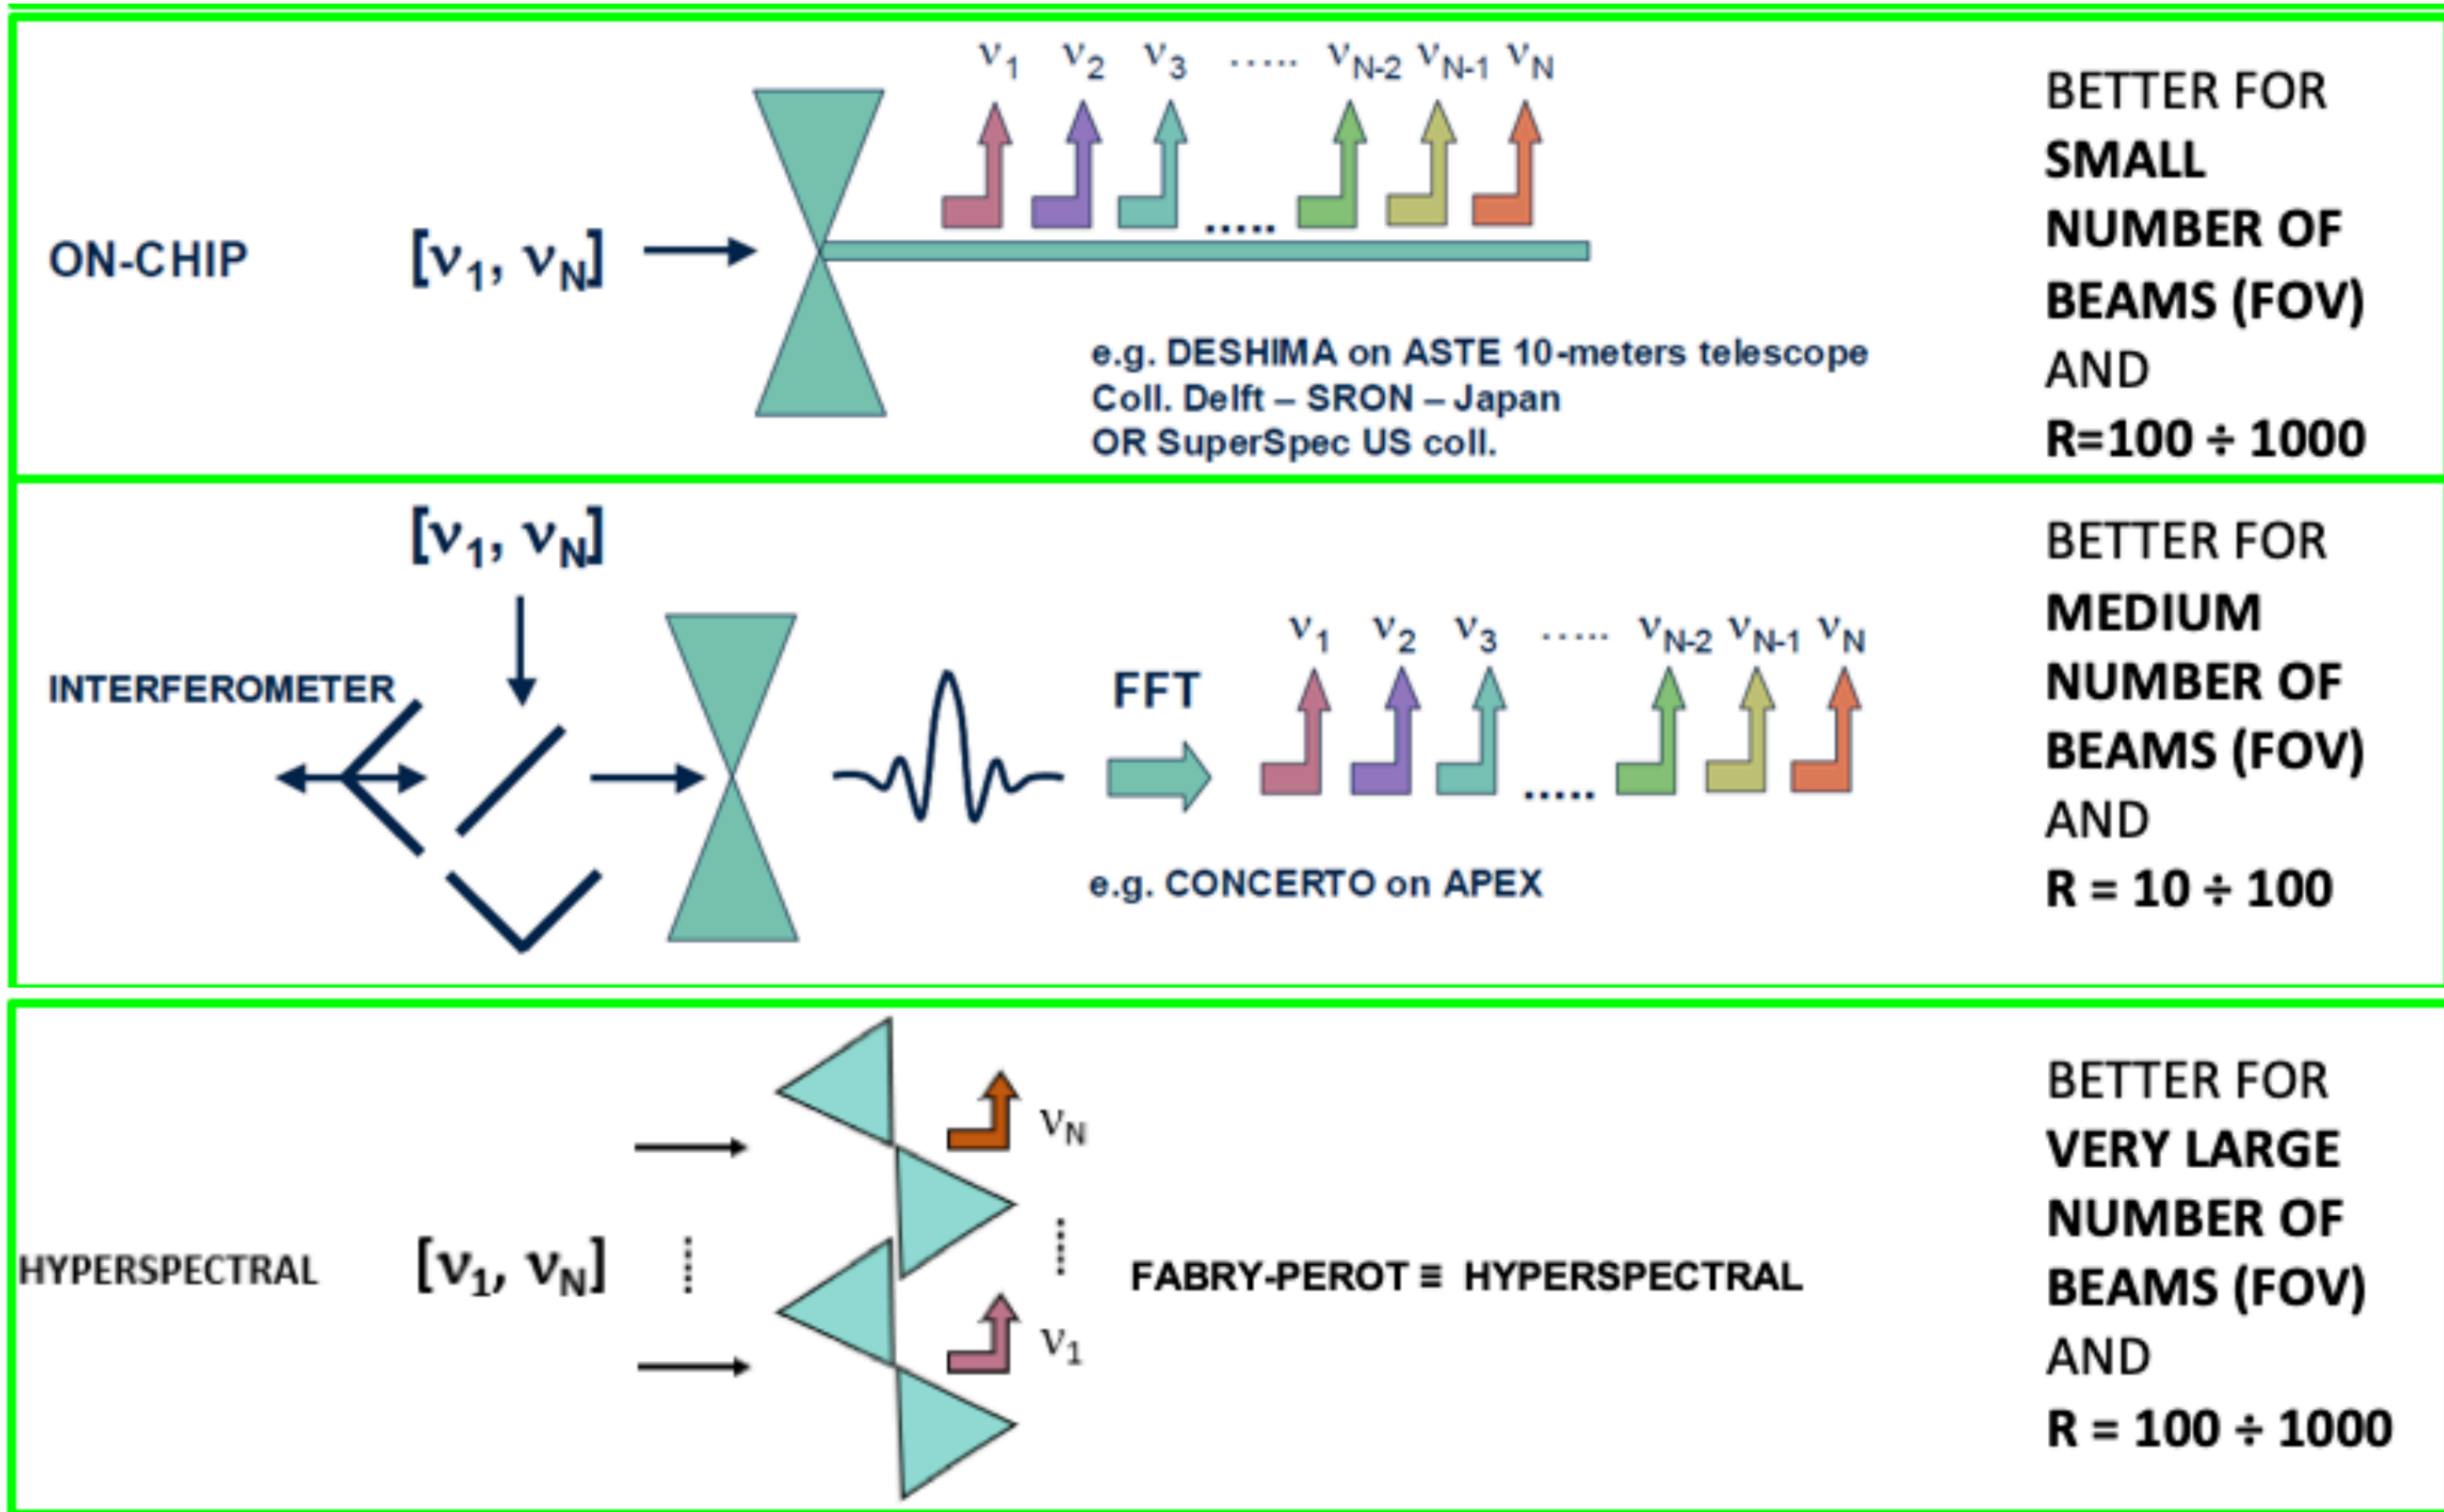 ν1 ν2 ν3 ..... νN-2 νN-1 νN
ON-CHIP [ν1, νN] .....
e.g. DESHIMA on ASTE 10-meters telescope
Coll. Delft – SRON – Japan
OR SuperSpec US coll.
BETTER FOR
SMALL
NUMBER OF
BEAMS (FOV)
AND
R=100 ÷ 1000
[ν1, νN]
INTERFEROMETER
FFT
ν1 ν2 ν3 ..... νN-2 νN-1 νN
.....
e.g. CONCERTO on APEX
BETTER FOR
MEDIUM
NUMBER OF
BEAMS (FOV)
AND
R = 10 ÷ 100
HYPERSPECTRAL [ν1, νN]
νN
ν1
FABRY-PEROT ≡ HYPERSPECTRAL
BETTER FOR
VERY LARGE
NUMBER OF
BEAMS (FOV)
AND
R = 100 ÷ 1000